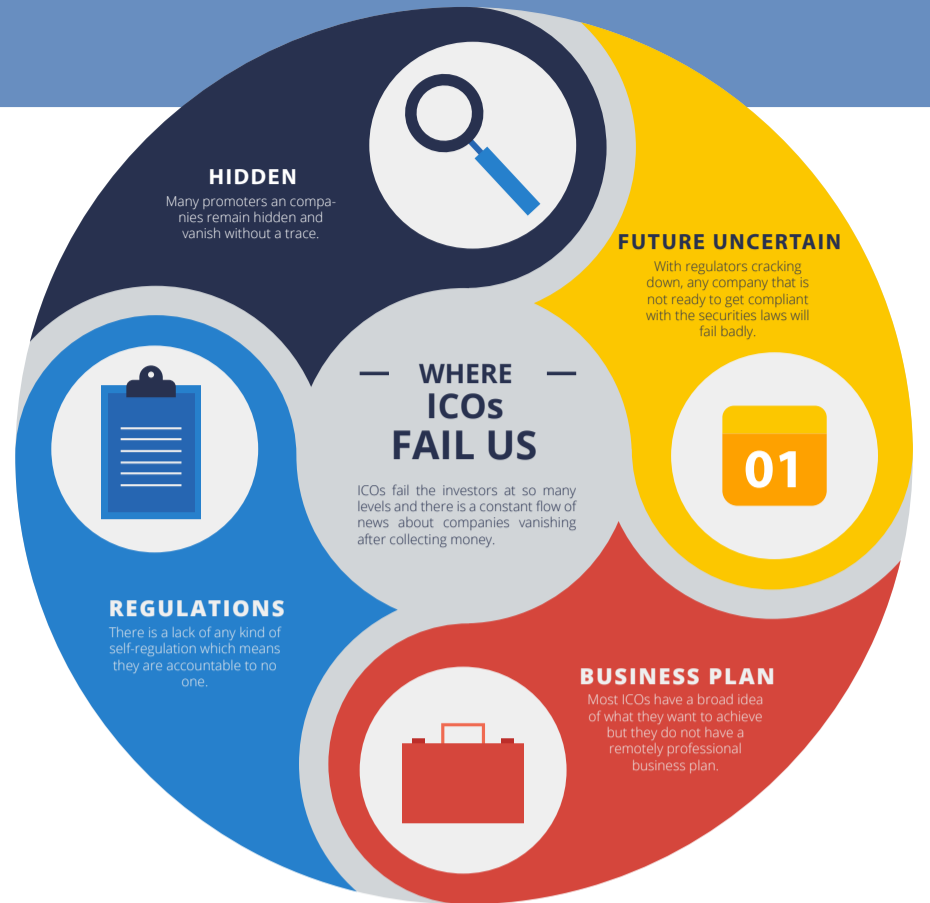 HIDDEN
Many promoters an compa-
nies remain hidden and
vanish without a trace.
FUTURE UNCERTAIN
With regulators cracking
down, any company that is
not ready to get compliant
with the securities laws will
fail badly.
01
WHERE
ICOs
FAIL US
ICOs fail the investors at so many
levels and there is a constant flow of
news about companies vanishing
after collecting money.
REGULATIONS
There is a lack of any kind of
self-regulation which means
they are accountable to no
one.
BUSINESS PLAN
Most ICOs have a broad idea
of what they want to achieve
but they do not have a
remotely professional
business plan.